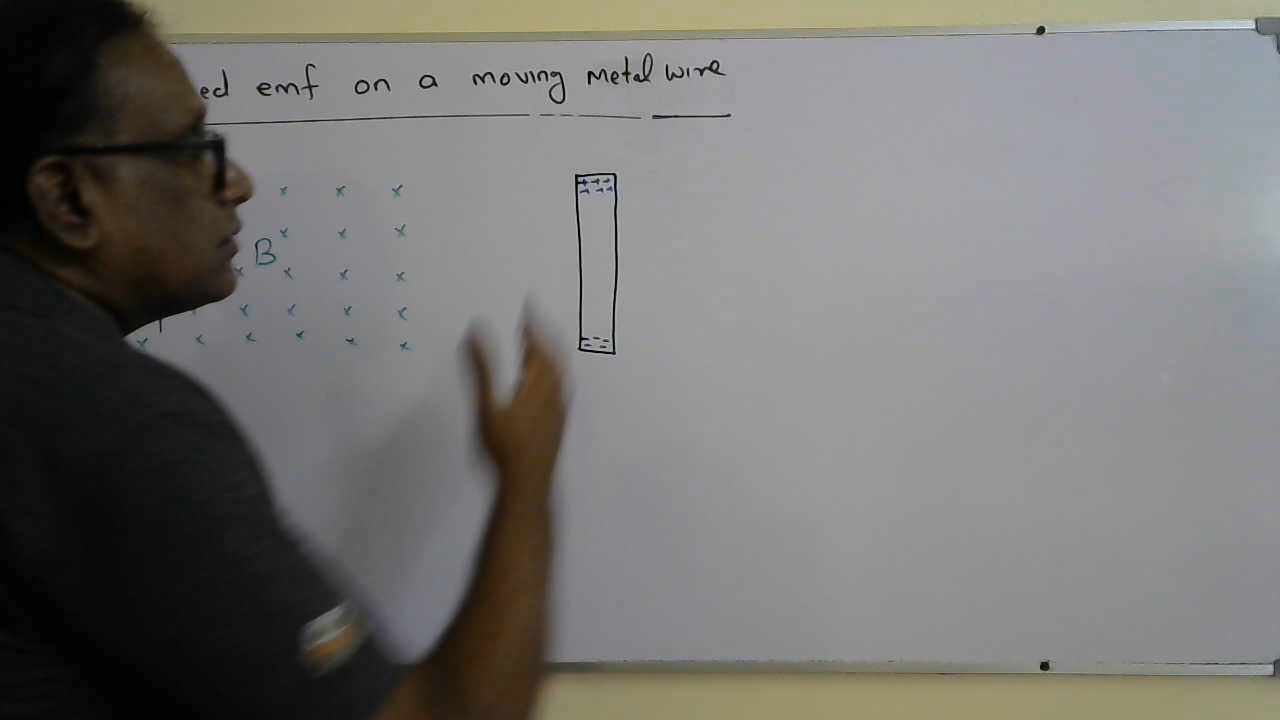 ed emf on a moving metal wire
x x x
x x x
B
x x x x
x x x x x
x x x x x x
+ + +
+ + +
- - -
- - -